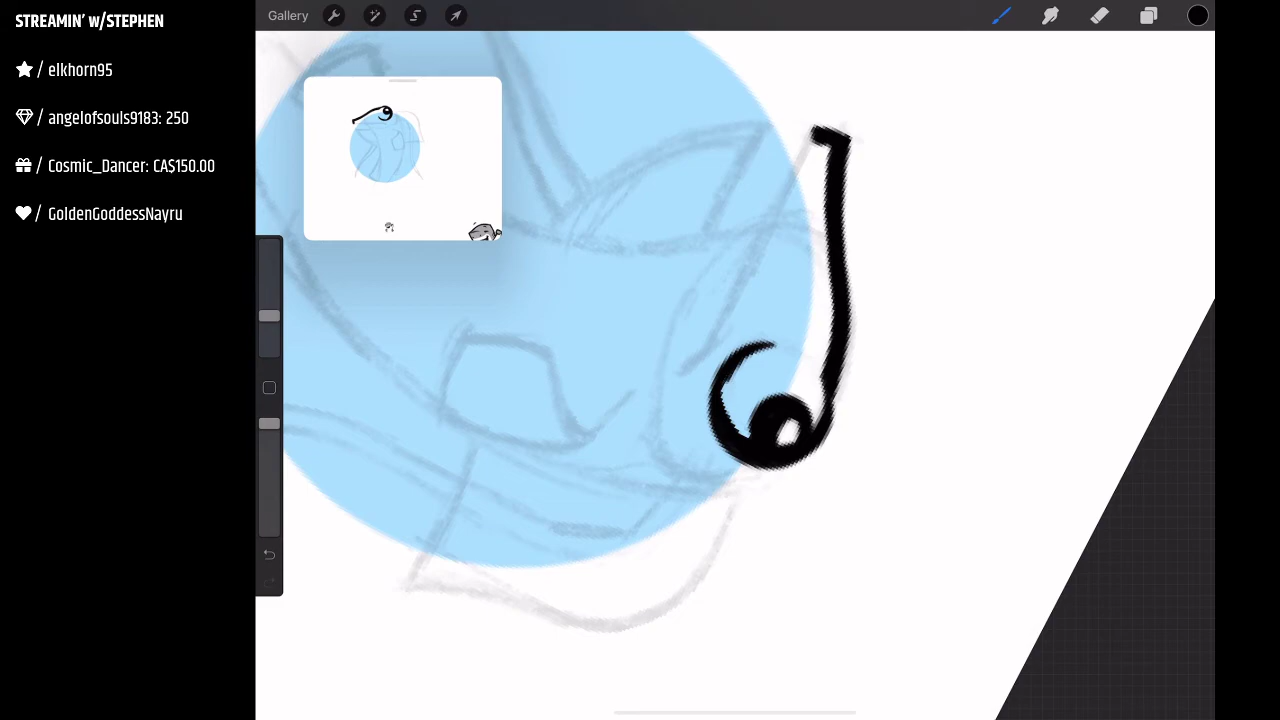 STREAMIN' w/STEPHEN
/ elkhorn95
/ angelofsouls9183: 250
/ Cosmic_Dancer: CA$150.00
/ GoldenGoddessNayru
Gallery